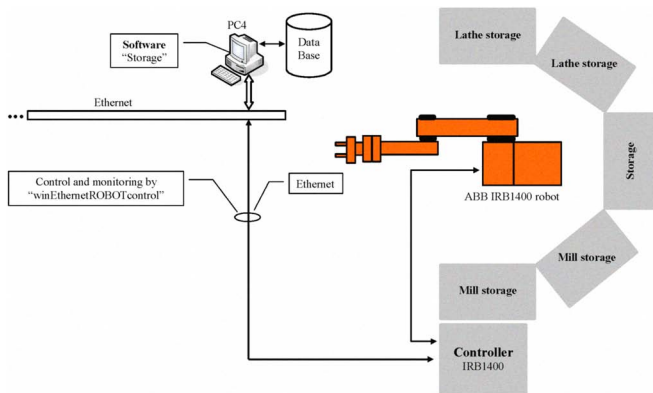 PC4
Software
"Storage"
Data
Base
Ethernet
Lathe storage
Lathe storage
Storage
Control and monitoring by
"winEthernetROBOTcontrol"
Ethernet
ABB IRB1400 robot
Mill storage
Mill storage
Controller
IRB1400